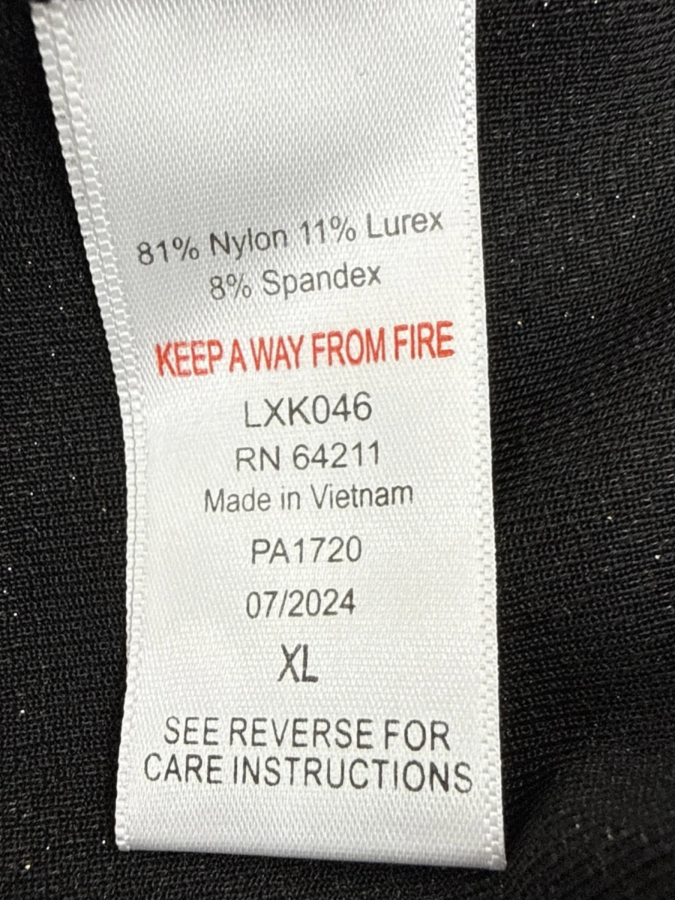 81% Nylon 11% Lurex
8% Spandex
KEEP A WAY FROM FIRE
LXK046
RN 64211
Made in Vietnam
PA1720
07/2024
XL
SEE REVERSE FOR
CARE INSTRUCTIONS